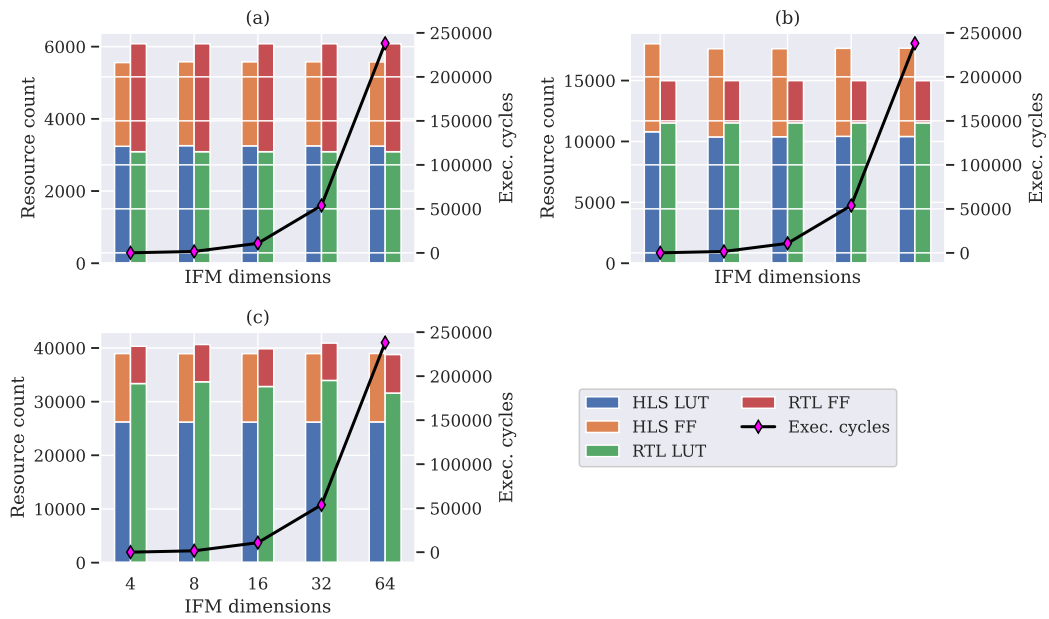 (a)
6000
4000
2000
0
Resource count
250000
200000
150000
100000
50000
0
Exec. cycles
IFM dimensions
(b)
15000
10000
5000
0
Resource count
250000
200000
150000
100000
50000
0
Exec. cycles
IFM dimensions
(c)
40000
30000
20000
10000
0
Resource count
250000
200000
150000
100000
50000
0
Exec. cycles
4 8 16 32 64
IFM dimensions
HLS LUT
HLS FF
RTL LUT
RTL FF
Exec. cycles